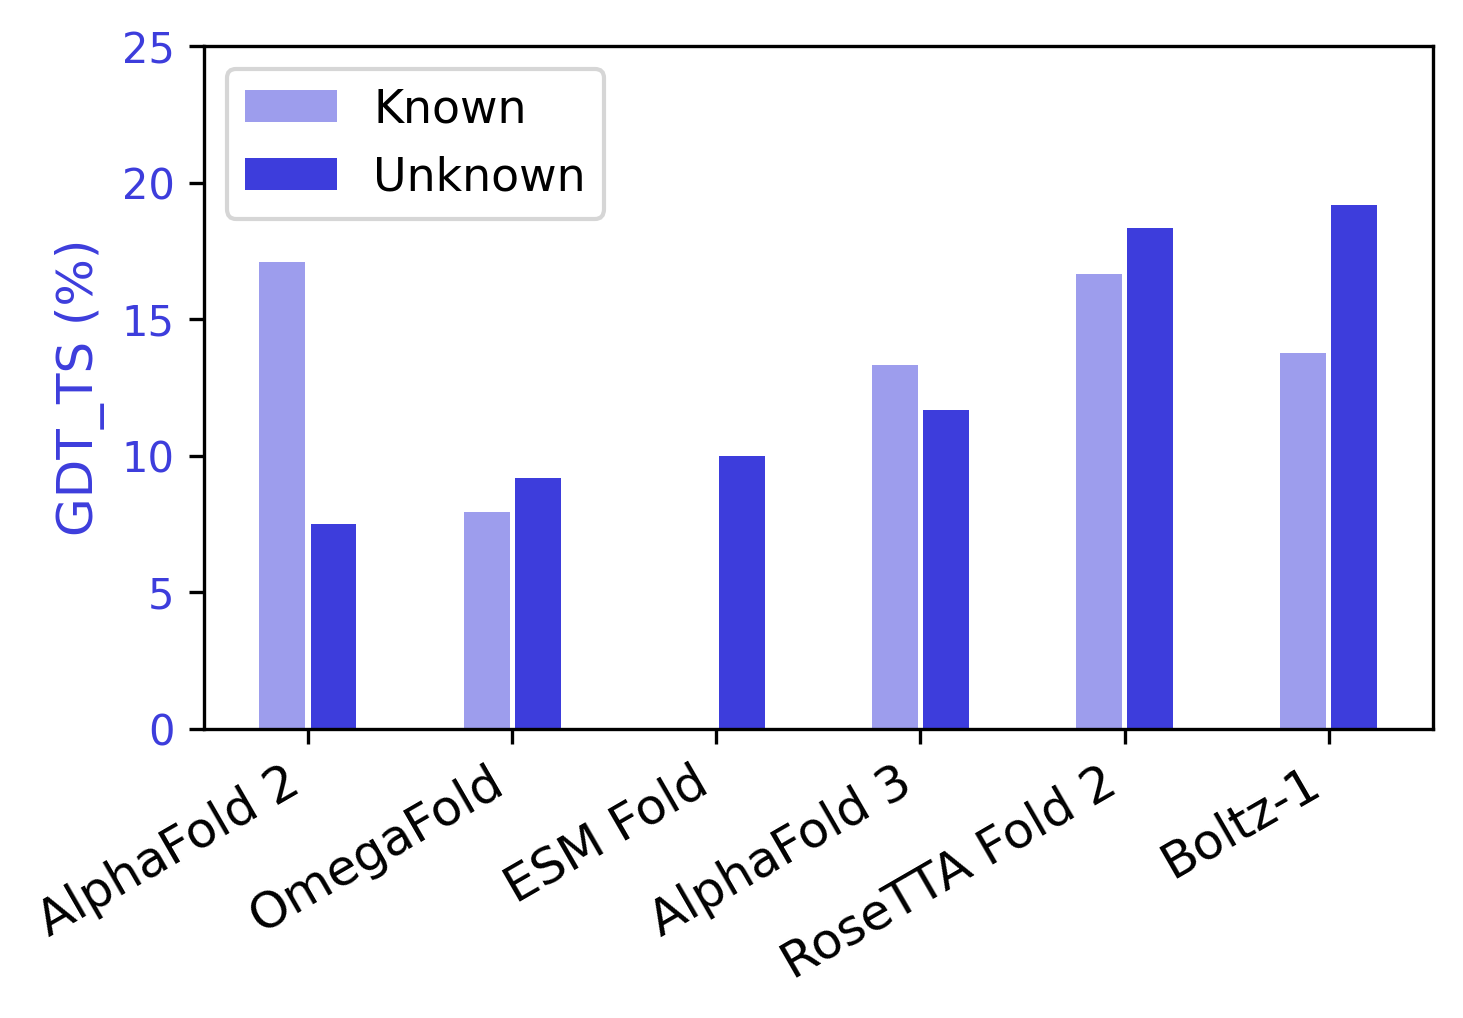 25
20
15
10
5
0
GDT_TS (%)
Known
Unknown
AlphaFold 2
OmegaFold
ESM Fold
AlphaFold 3
RoseTTA Fold 2
Boltz-1